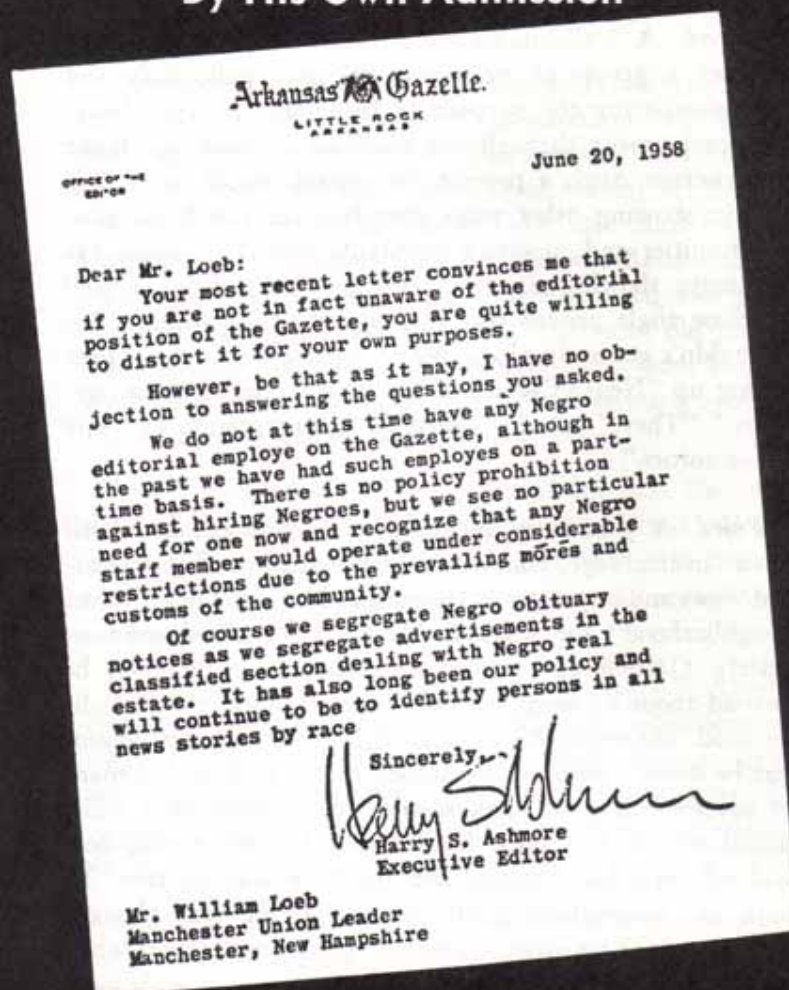 By His Own Admission
Arkansas Gazette.
LITTLE ROCK
ARKANSAS
June 20, 1958
OFFICE OF THE
EDITOR
Dear Mr. Loeb:
Your most recent letter convinces me that
if you are not in fact unaware of the editorial
position of the Gazette, you are quite willing
to distort it for your own purposes.
However, be that as it may, I have no ob-
jection to answering the questions you asked.
We do not at this time have any Negro
editorial employe on the Gazette, although in
the past we have had such employes on a part-
time basis. There is no policy prohibition
against hiring Negroes, but we see no particular
need for one now and recognize that any Negro
staff member would operate under considerable
restrictions due to the prevailing mores and
customs of the community.
Of course we segregate Negro obituary
notices as we segregate advertisements in the
classified section dealing with Negro real
estate. It has also long been our policy and
will continue to be to identify persons in all
news stories by race
Sincerely,
Harry S. Ashmore
Executive Editor
Mr. William Loeb
Manchester Union Leader
Manchester, New Hampshire